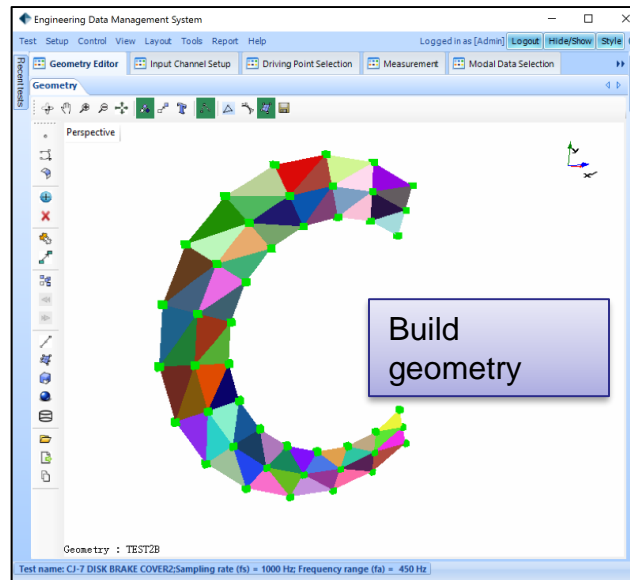 Engineering Data Management System
Test Setup Control View Layout Tools Report Help Logged in as [Admin] Logout Hide/Show Style
Recent tests
Geometry Editor Input Channel Setup Driving Point Selection Measurement Modal Data Selection
Geometry
Perspective
Build
geometry
Geometry : TEST2B
Test name: CJ-7 DISK BRAKE COVER2;Sampling rate (fs) = 1000 Hz; Frequency range (fa) = 450 Hz